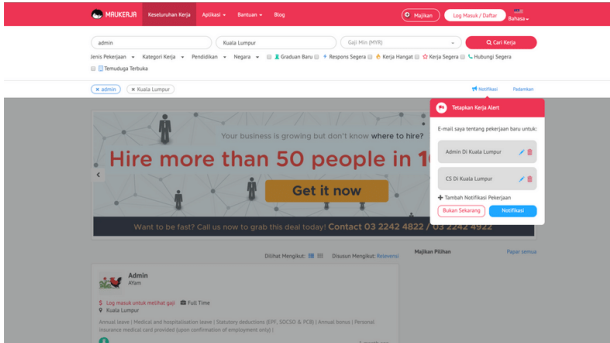 MAUKERJA Keseluruhan Kerja Aplikasi Bantuan Blog Majikan Log Masuk / Daftar Bahasa
admin Kuala Lumpur Gaji Min (MYR) Cari Kerja
Jenis Pekerjaan Kategori Kerja Pendidikan Negara Graduan Baru Respons Segera Kerja Hangat Kerja Segera Hubungi Segera
Temuduga Terbuka
× admin × Kuala Lumpur Notifikasi Padamkan
Tetapkan Kerja Alert
E-mail saya tentang pekerjaan baru untuk:
Admin Di Kuala Lumpur
CS Di Kuala Lumpur
+ Tambah Notifikasi Pekerjaan
Bukan Sekarang Notifikasi
Your business is growing but don't know where to hire?
Hire more than 50 people in 1
Get it now
Want to be fast? Call us now to grab this deal today! Contact 03 2242 4822 / 03 2242 4922
Dilihat Mengikut: Disusun Mengikut: Relevansi Majikan Pilihan Papar semua
Admin
AYam
$ Log masuk untuk melihat gaji Full Time
Kuala Lumpur
Annual leave | Medical and hospitalisation leave | Statutory deductions (EPF, SOCSO & PCB) | Annual bonus | Personal
insurance medical card provided (upon confirmation of employment only) |